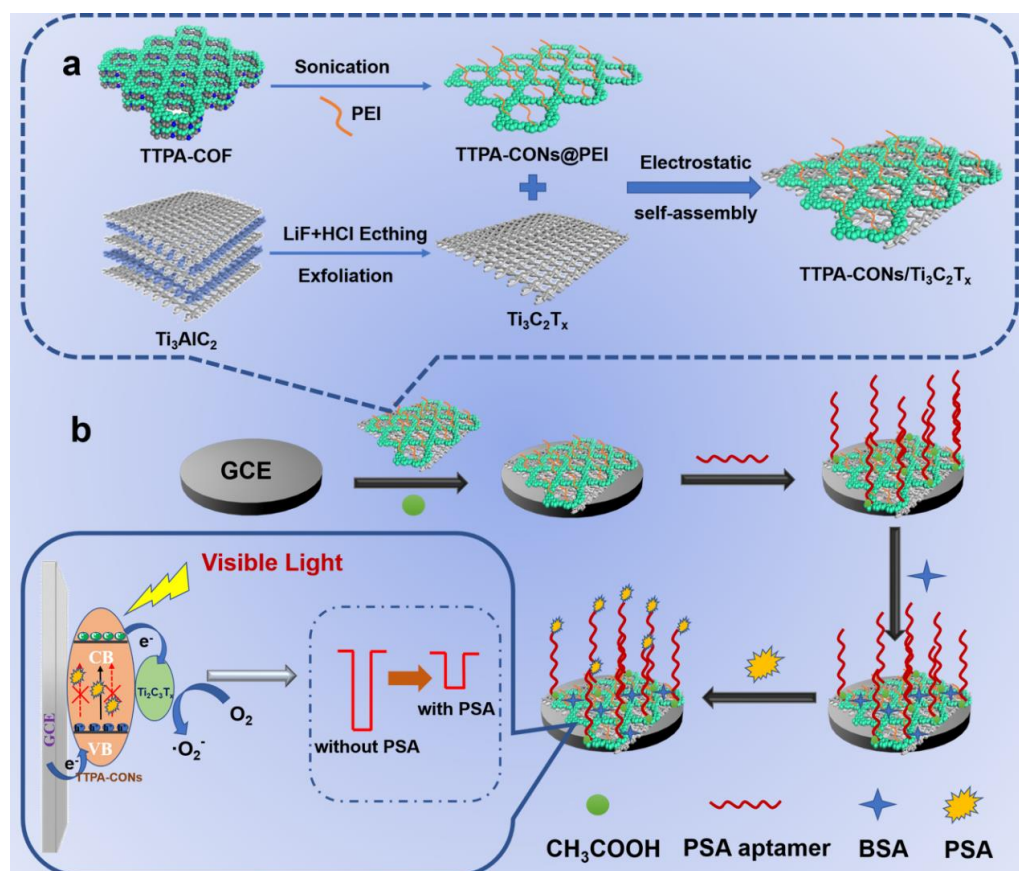 a
Sonication
PEI
TTPA-COF
TTPA-CONs@PEI
Electrostatic
self-assembly
LiF+HCl Ecthing
Exfoliation
Ti₃AlC₂
Ti₃C₂Tₓ
TTPA-CONs/Ti₃C₂Tₓ
b
GCE
Visible Light
GCE
e⁻
CB
Ti₂C₃Tₓ
O₂
·O₂⁻
VB
e⁻
TTPA-CONs
without PSA
with PSA
CH₃COOH
PSA aptamer
BSA
PSA